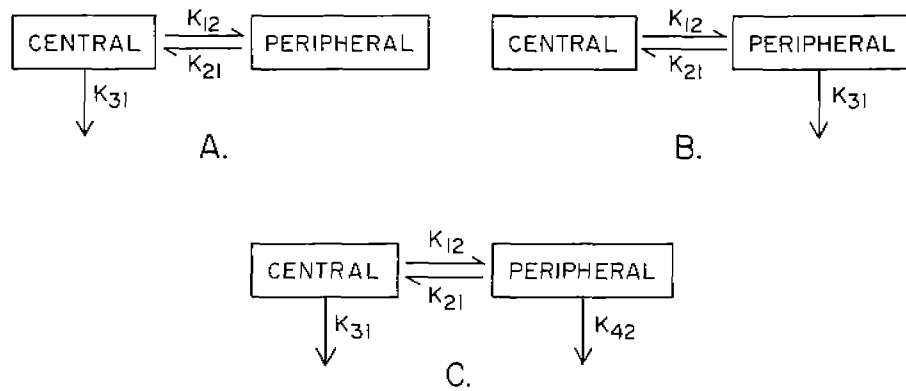 CENTRAL
K12
K21
PERIPHERAL
K31
A.
CENTRAL
K12
K21
PERIPHERAL
K31
B.
CENTRAL
K12
K21
PERIPHERAL
K31
K42
C.